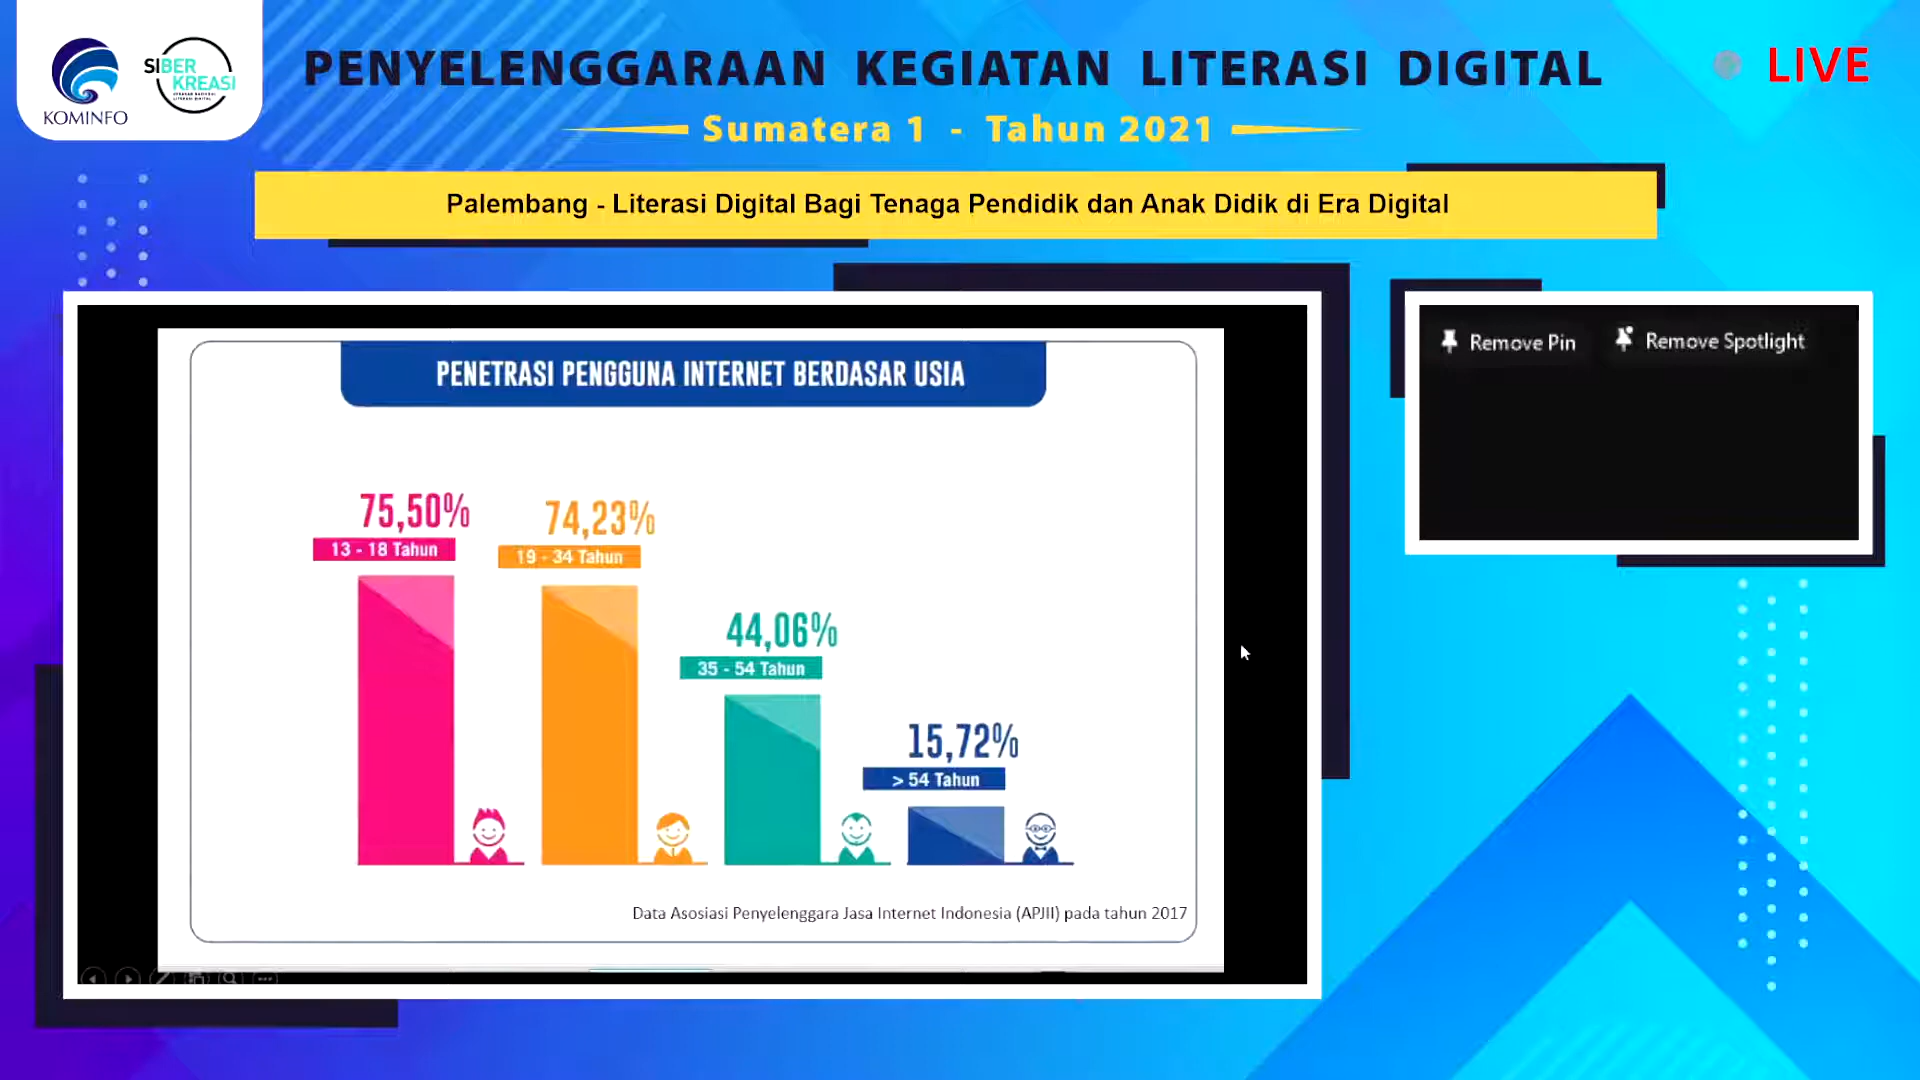 KOMINFO
SIBER
KREASI
PENYELENGGARAAN KEGIATAN LITERASI DIGITAL
LIVE
Sumatera 1 - Tahun 2021
Palembang - Literasi Digital Bagi Tenaga Pendidik dan Anak Didik di Era Digital
Remove Pin
Remove Spotlight
PENETRASI PENGGUNA INTERNET BERDASAR USIA
75,50%
13 - 18 Tahun
74,23%
19 - 34 Tahun
44,06%
35 - 54 Tahun
15,72%
> 54 Tahun
Data Asosiasi Penyelenggara Jasa Internet Indonesia (APJII) pada tahun 2017